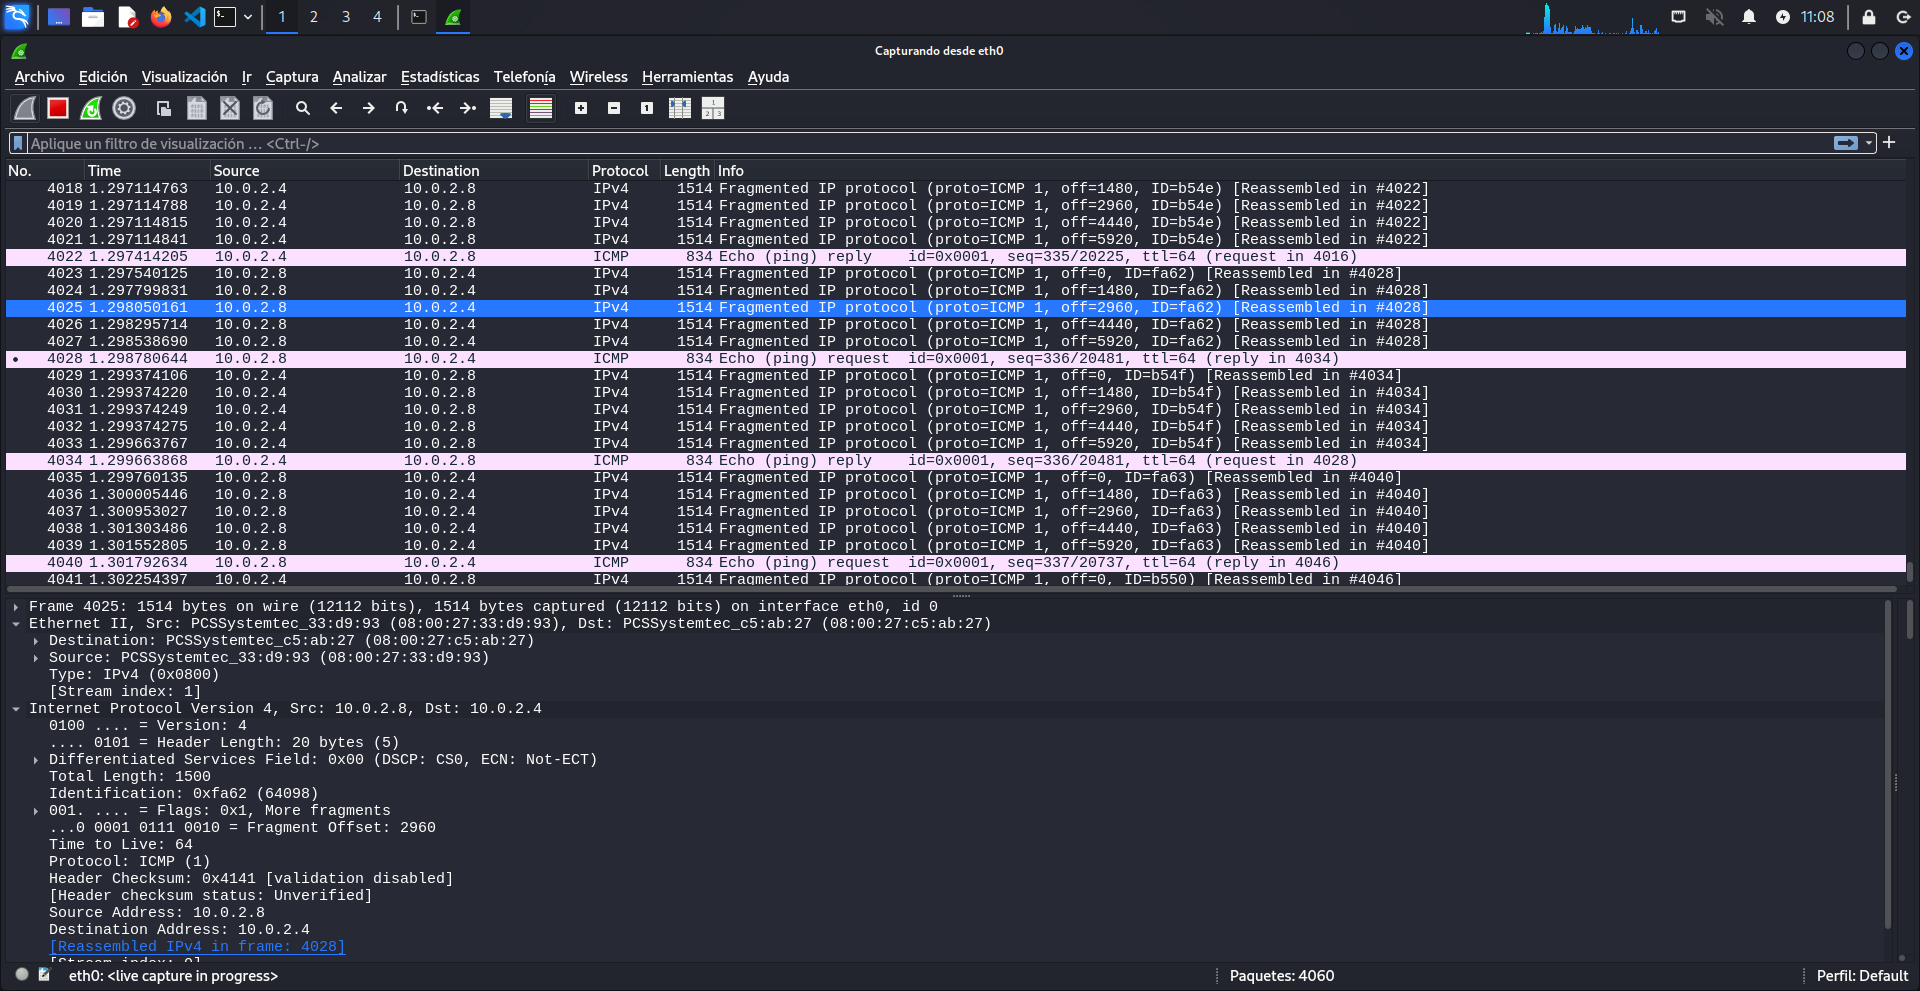 1 2 3 4 11:08
Capturando desde eth0
Archivo Edición Visualización Ir Captura Analizar Estadísticas Telefonía Wireless Herramientas Ayuda
Aplique un filtro de visualización … <Ctrl-/>
No. Time Source Destination Protocol Length Info
4018 1.297114763 10.0.2.4 10.0.2.8 IPv4 1514 Fragmented IP protocol (proto=ICMP 1, off=1480, ID=b54e) [Reassembled in #4022]
4019 1.297114788 10.0.2.4 10.0.2.8 IPv4 1514 Fragmented IP protocol (proto=ICMP 1, off=2960, ID=b54e) [Reassembled in #4022]
4020 1.297114815 10.0.2.4 10.0.2.8 IPv4 1514 Fragmented IP protocol (proto=ICMP 1, off=4440, ID=b54e) [Reassembled in #4022]
4021 1.297114841 10.0.2.4 10.0.2.8 IPv4 1514 Fragmented IP protocol (proto=ICMP 1, off=5920, ID=b54e) [Reassembled in #4022]
4022 1.297414205 10.0.2.4 10.0.2.8 ICMP 834 Echo (ping) reply id=0x0001, seq=335/20225, ttl=64 (request in 4016)
4023 1.297540125 10.0.2.8 10.0.2.4 IPv4 1514 Fragmented IP protocol (proto=ICMP 1, off=0, ID=fa62) [Reassembled in #4028]
4024 1.297799831 10.0.2.8 10.0.2.4 IPv4 1514 Fragmented IP protocol (proto=ICMP 1, off=1480, ID=fa62) [Reassembled in #4028]
4025 1.298050161 10.0.2.8 10.0.2.4 IPv4 1514 Fragmented IP protocol (proto=ICMP 1, off=2960, ID=fa62) [Reassembled in #4028]
4026 1.298295714 10.0.2.8 10.0.2.4 IPv4 1514 Fragmented IP protocol (proto=ICMP 1, off=4440, ID=fa62) [Reassembled in #4028]
4027 1.298538690 10.0.2.8 10.0.2.4 IPv4 1514 Fragmented IP protocol (proto=ICMP 1, off=5920, ID=fa62) [Reassembled in #4028]
4028 1.298780644 10.0.2.8 10.0.2.4 ICMP 834 Echo (ping) request id=0x0001, seq=336/20481, ttl=64 (reply in 4034)
4029 1.299374106 10.0.2.4 10.0.2.8 IPv4 1514 Fragmented IP protocol (proto=ICMP 1, off=0, ID=b54f) [Reassembled in #4034]
4030 1.299374220 10.0.2.4 10.0.2.8 IPv4 1514 Fragmented IP protocol (proto=ICMP 1, off=1480, ID=b54f) [Reassembled in #4034]
4031 1.299374249 10.0.2.4 10.0.2.8 IPv4 1514 Fragmented IP protocol (proto=ICMP 1, off=2960, ID=b54f) [Reassembled in #4034]
4032 1.299374275 10.0.2.4 10.0.2.8 IPv4 1514 Fragmented IP protocol (proto=ICMP 1, off=4440, ID=b54f) [Reassembled in #4034]
4033 1.299663767 10.0.2.4 10.0.2.8 IPv4 1514 Fragmented IP protocol (proto=ICMP 1, off=5920, ID=b54f) [Reassembled in #4034]
4034 1.299663868 10.0.2.4 10.0.2.8 ICMP 834 Echo (ping) reply id=0x0001, seq=336/20481, ttl=64 (request in 4028)
4035 1.299760135 10.0.2.8 10.0.2.4 IPv4 1514 Fragmented IP protocol (proto=ICMP 1, off=0, ID=fa63) [Reassembled in #4040]
4036 1.300005446 10.0.2.8 10.0.2.4 IPv4 1514 Fragmented IP protocol (proto=ICMP 1, off=1480, ID=fa63) [Reassembled in #4040]
4037 1.300953027 10.0.2.8 10.0.2.4 IPv4 1514 Fragmented IP protocol (proto=ICMP 1, off=2960, ID=fa63) [Reassembled in #4040]
4038 1.301303486 10.0.2.8 10.0.2.4 IPv4 1514 Fragmented IP protocol (proto=ICMP 1, off=4440, ID=fa63) [Reassembled in #4040]
4039 1.301552805 10.0.2.8 10.0.2.4 IPv4 1514 Fragmented IP protocol (proto=ICMP 1, off=5920, ID=fa63) [Reassembled in #4040]
4040 1.301792634 10.0.2.8 10.0.2.4 ICMP 834 Echo (ping) request id=0x0001, seq=337/20737, ttl=64 (reply in 4046)
4041 1.302254397 10.0.2.4 10.0.2.8 IPv4 1514 Fragmented IP protocol (proto=ICMP 1, off=0, ID=b550) [Reassembled in #4046]
Frame 4025: 1514 bytes on wire (12112 bits), 1514 bytes captured (12112 bits) on interface eth0, id 0
Ethernet II, Src: PCSSystemtec_33:d9:93 (08:00:27:33:d9:93), Dst: PCSSystemtec_c5:ab:27 (08:00:27:c5:ab:27)
Destination: PCSSystemtec_c5:ab:27 (08:00:27:c5:ab:27)
Source: PCSSystemtec_33:d9:93 (08:00:27:33:d9:93)
Type: IPv4 (0x0800)
[Stream index: 1]
Internet Protocol Version 4, Src: 10.0.2.8, Dst: 10.0.2.4
0100 .... = Version: 4
.... 0101 = Header Length: 20 bytes (5)
Differentiated Services Field: 0x00 (DSCP: CS0, ECN: Not-ECT)
Total Length: 1500
Identification: 0xfa62 (64098)
001. .... = Flags: 0x1, More fragments
...0 0001 0111 0010 = Fragment Offset: 2960
Time to Live: 64
Protocol: ICMP (1)
Header Checksum: 0x4141 [validation disabled]
[Header checksum status: Unverified]
Source Address: 10.0.2.8
Destination Address: 10.0.2.4
[Reassembled IPv4 in frame: 4028]
[Stream index: 0]
eth0: <live capture in progress> Paquetes: 4060 Perfil: Default